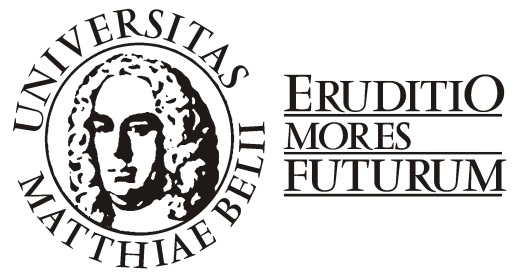 UNIVERSITAS
MATTHIAE BELII
ERUDITIO
MORES
FUTURUM